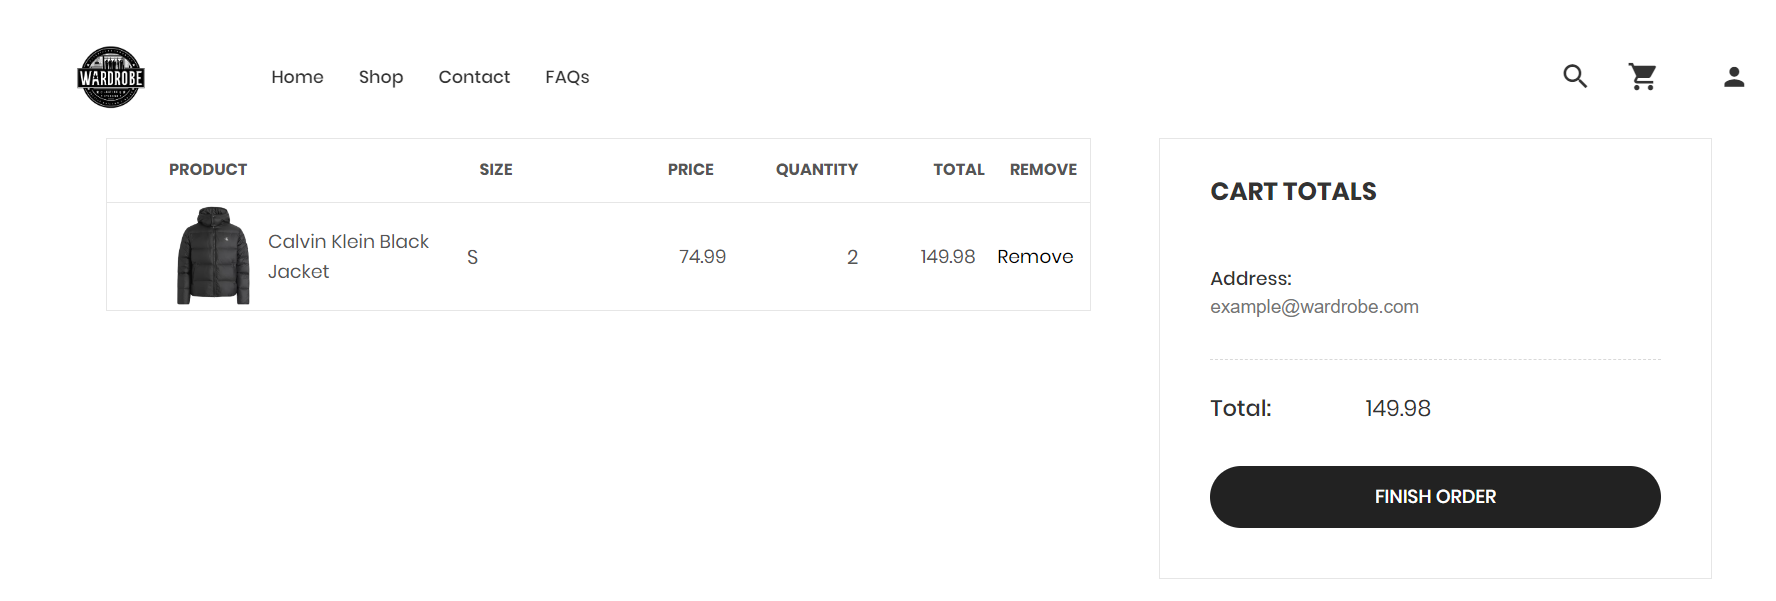 WARDROBE
Home Shop Contact FAQs
PRODUCT SIZE PRICE QUANTITY TOTAL REMOVE
Calvin Klein Black
Jacket
S 74.99 2 149.98 Remove
CART TOTALS
Address:
example@wardrobe.com
Total: 149.98
FINISH ORDER